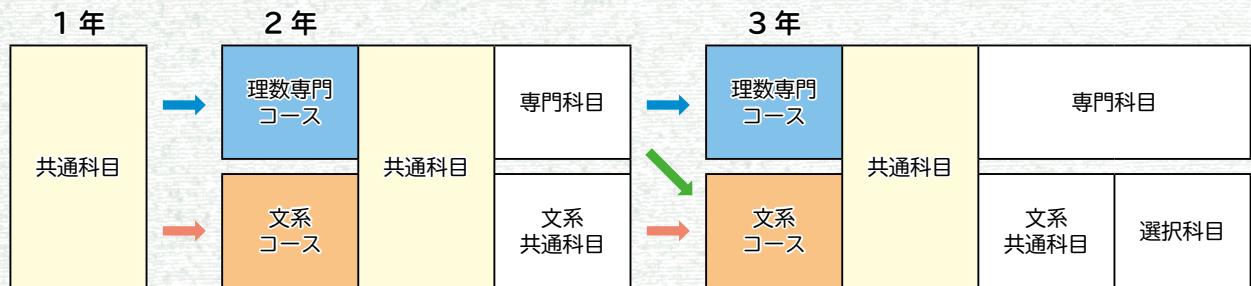 1年
共通科目
2年
理数専門
コース
共通科目
専門科目
文系
コース
文系
共通科目
3年
理数専門
コース
共通科目
専門科目
文系
コース
文系
共通科目
選択科目